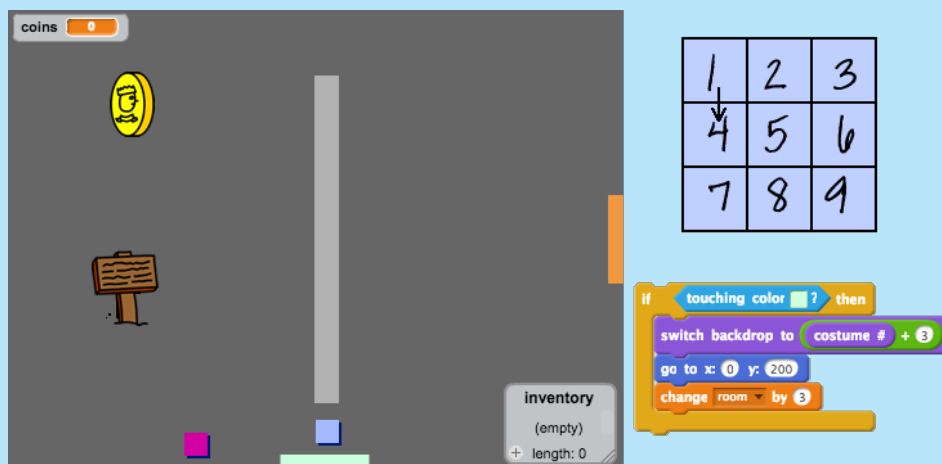 coins 0
1 2 3
4 5 6
7 8 9
if touching color ? then
switch backdrop to costume # + 3
go to x: 0 y: 200
change room by 3
inventory
(empty)
+ length: 0